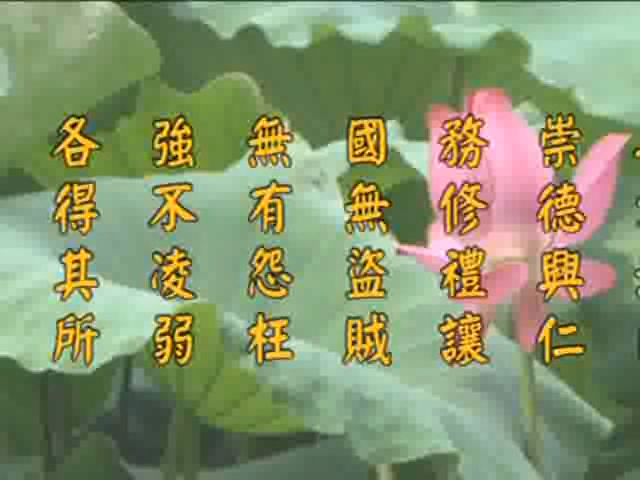 崇德興仁
務修禮讓
國無盜賊
無有怨枉
強不凌弱
各得其所